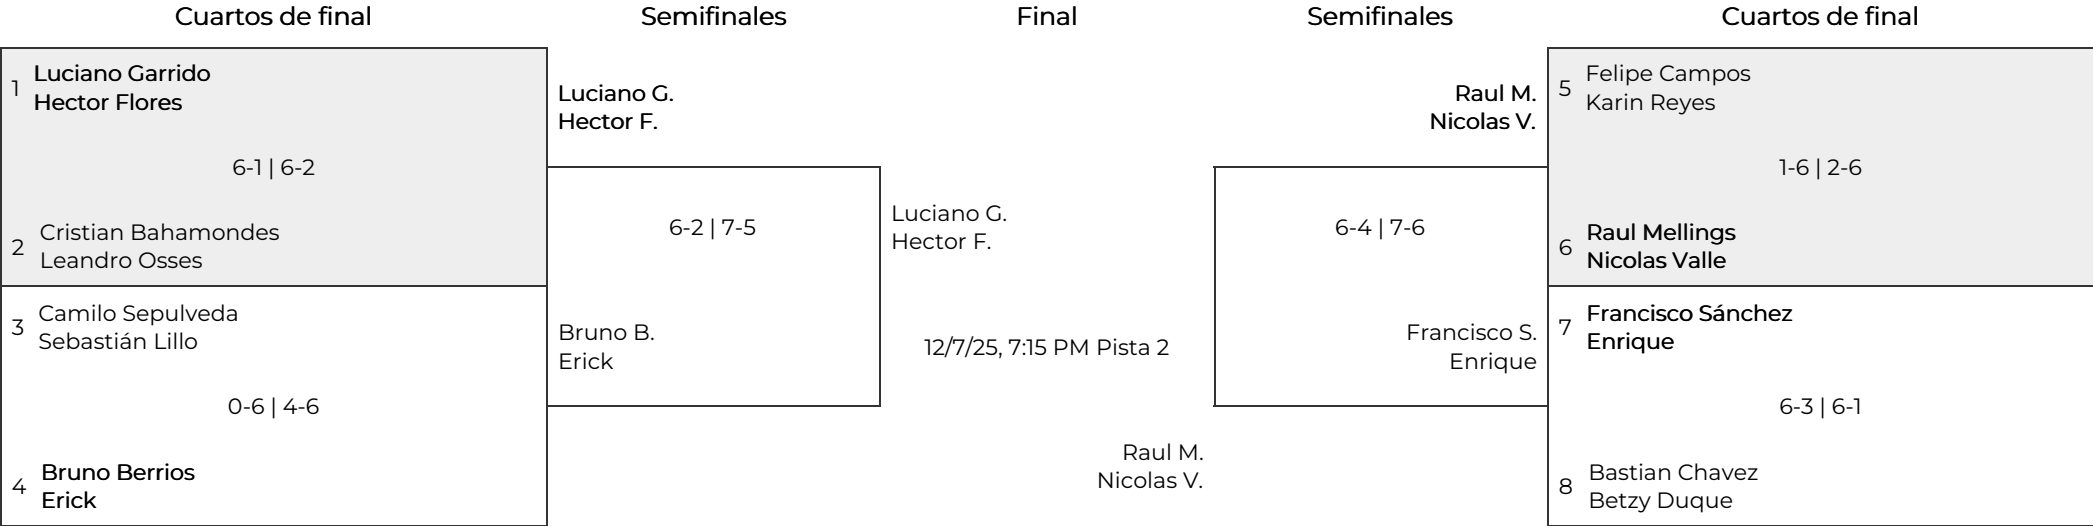 Cuartos de final
Semifinales
Final
Semifinales
Cuartos de final
1
Luciano Garrido
Hector Flores
6-1 | 6-2
2
Cristian Bahamondes
Leandro Osses
3
Camilo Sepulveda
Sebastián Lillo
0-6 | 4-6
4
Bruno Berrios
Erick
Luciano G.
Hector F.
6-2 | 7-5
Bruno B.
Erick
Luciano G.
Hector F.
12/7/25, 7:15 PM Pista 2
Raul M.
Nicolas V.
Raul M.
Nicolas V.
6-4 | 7-6
Francisco S.
Enrique
5
Felipe Campos
Karin Reyes
1-6 | 2-6
6
Raul Mellings
Nicolas Valle
7
Francisco Sánchez
Enrique
6-3 | 6-1
8
Bastian Chavez
Betzy Duque